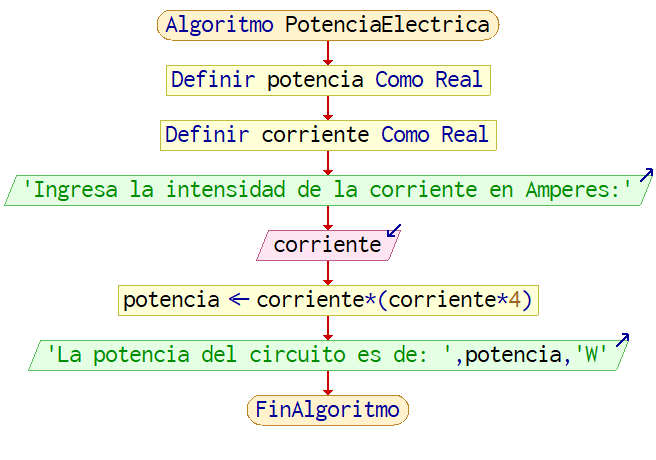 Algoritmo PotenciaElectrica
Definir potencia Como Real
Definir corriente Como Real
'Ingresa la intensidad de la corriente en Amperes:'
corriente
potencia ← corriente*(corriente*4)
'La potencia del circuito es de: ',potencia,'W'
FinAlgoritmo